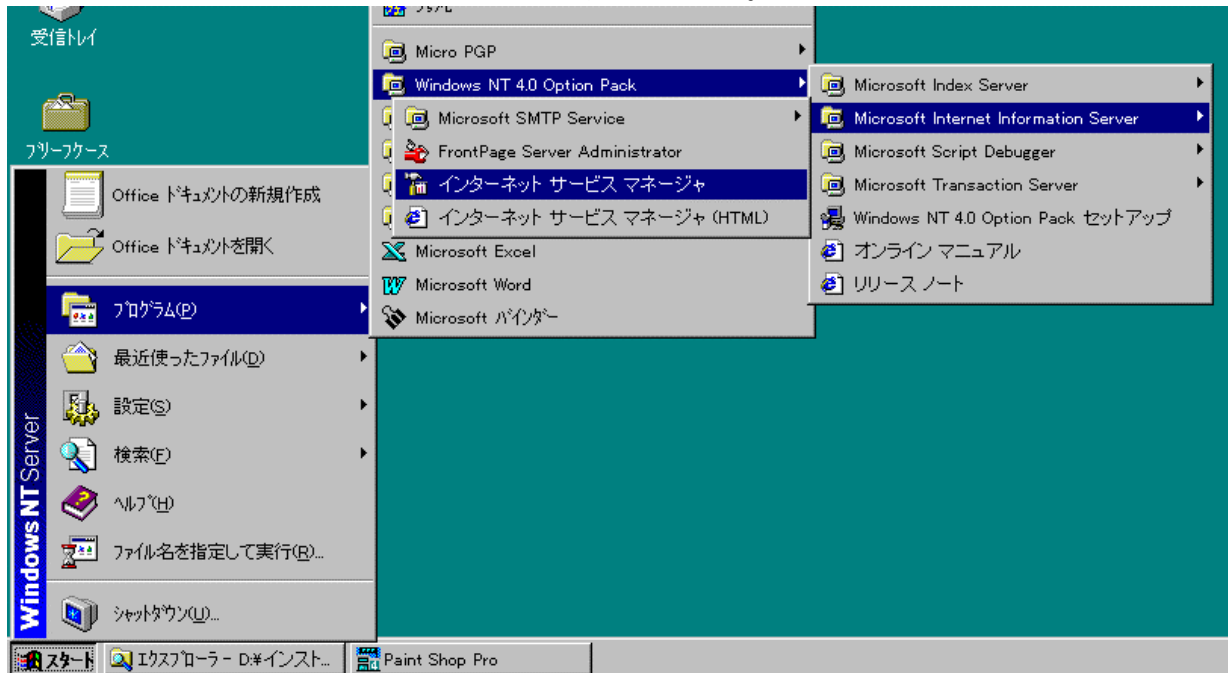 受信トレイ
ブリーフケース
Micro PGP
Windows NT 4.0 Option Pack
Microsoft SMTP Service
FrontPage Server Administrator
インターネット サービス マネージャ
インターネット サービス マネージャ (HTML)
Microsoft Excel
Microsoft Word
Microsoft バインダー
Microsoft Index Server
Microsoft Internet Information Server
Microsoft Script Debugger
Microsoft Transaction Server
Windows NT 4.0 Option Pack セットアップ
オンライン マニュアル
リリース ノート
Office ドキュメントの新規作成
Office ドキュメントを開く
プログラム(P)
最近使ったファイル(D)
設定(S)
検索(F)
ヘルプ(H)
ファイル名を指定して実行(R)...
シャットダウン(U)...
Windows NT Server
スタート
エクスプローラ - D:¥インスト...
Paint Shop Pro